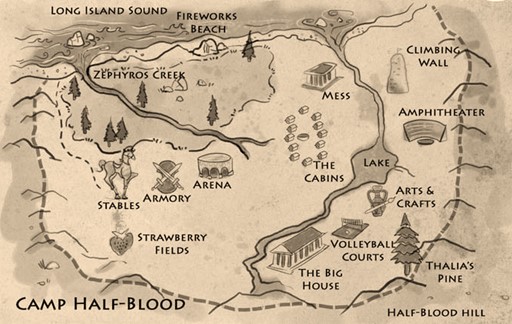 Long Island Sound
Fireworks
Beach
Zephyros Creek
Climbing
Wall
Mess
Amphitheater
The
Cabins
Lake
Stables
Armory
Arena
Arts &
Crafts
Strawberry
Fields
Volleyball
Courts
The Big
House
Thalia's
Pine
Camp Half-Blood
Half-Blood Hill